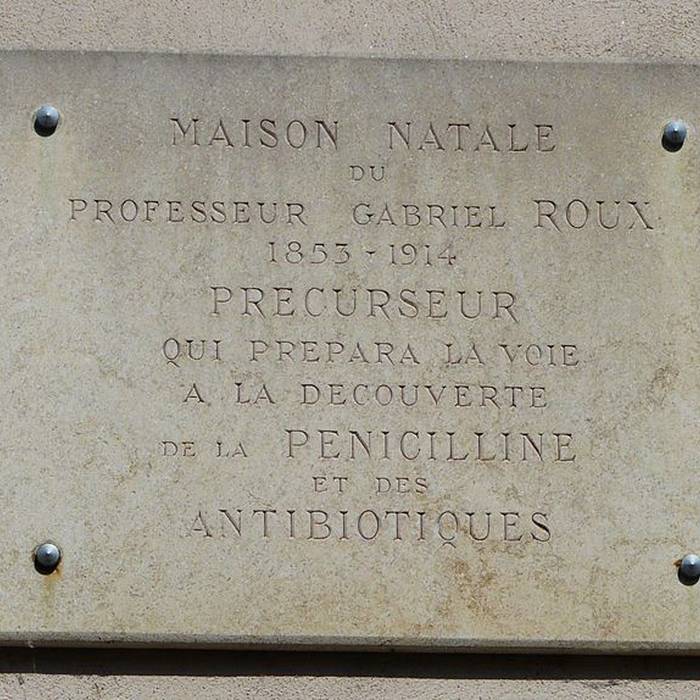 MAISON NATALE
DU
PROFESSEUR GABRIEL ROUX
1853 - 1914
PRECURSEUR
QUI PREPARA LA VOIE
A LA DECOUVERTE
DE LA PENICILLINE
ET DES
ANTIBIOTIQUES